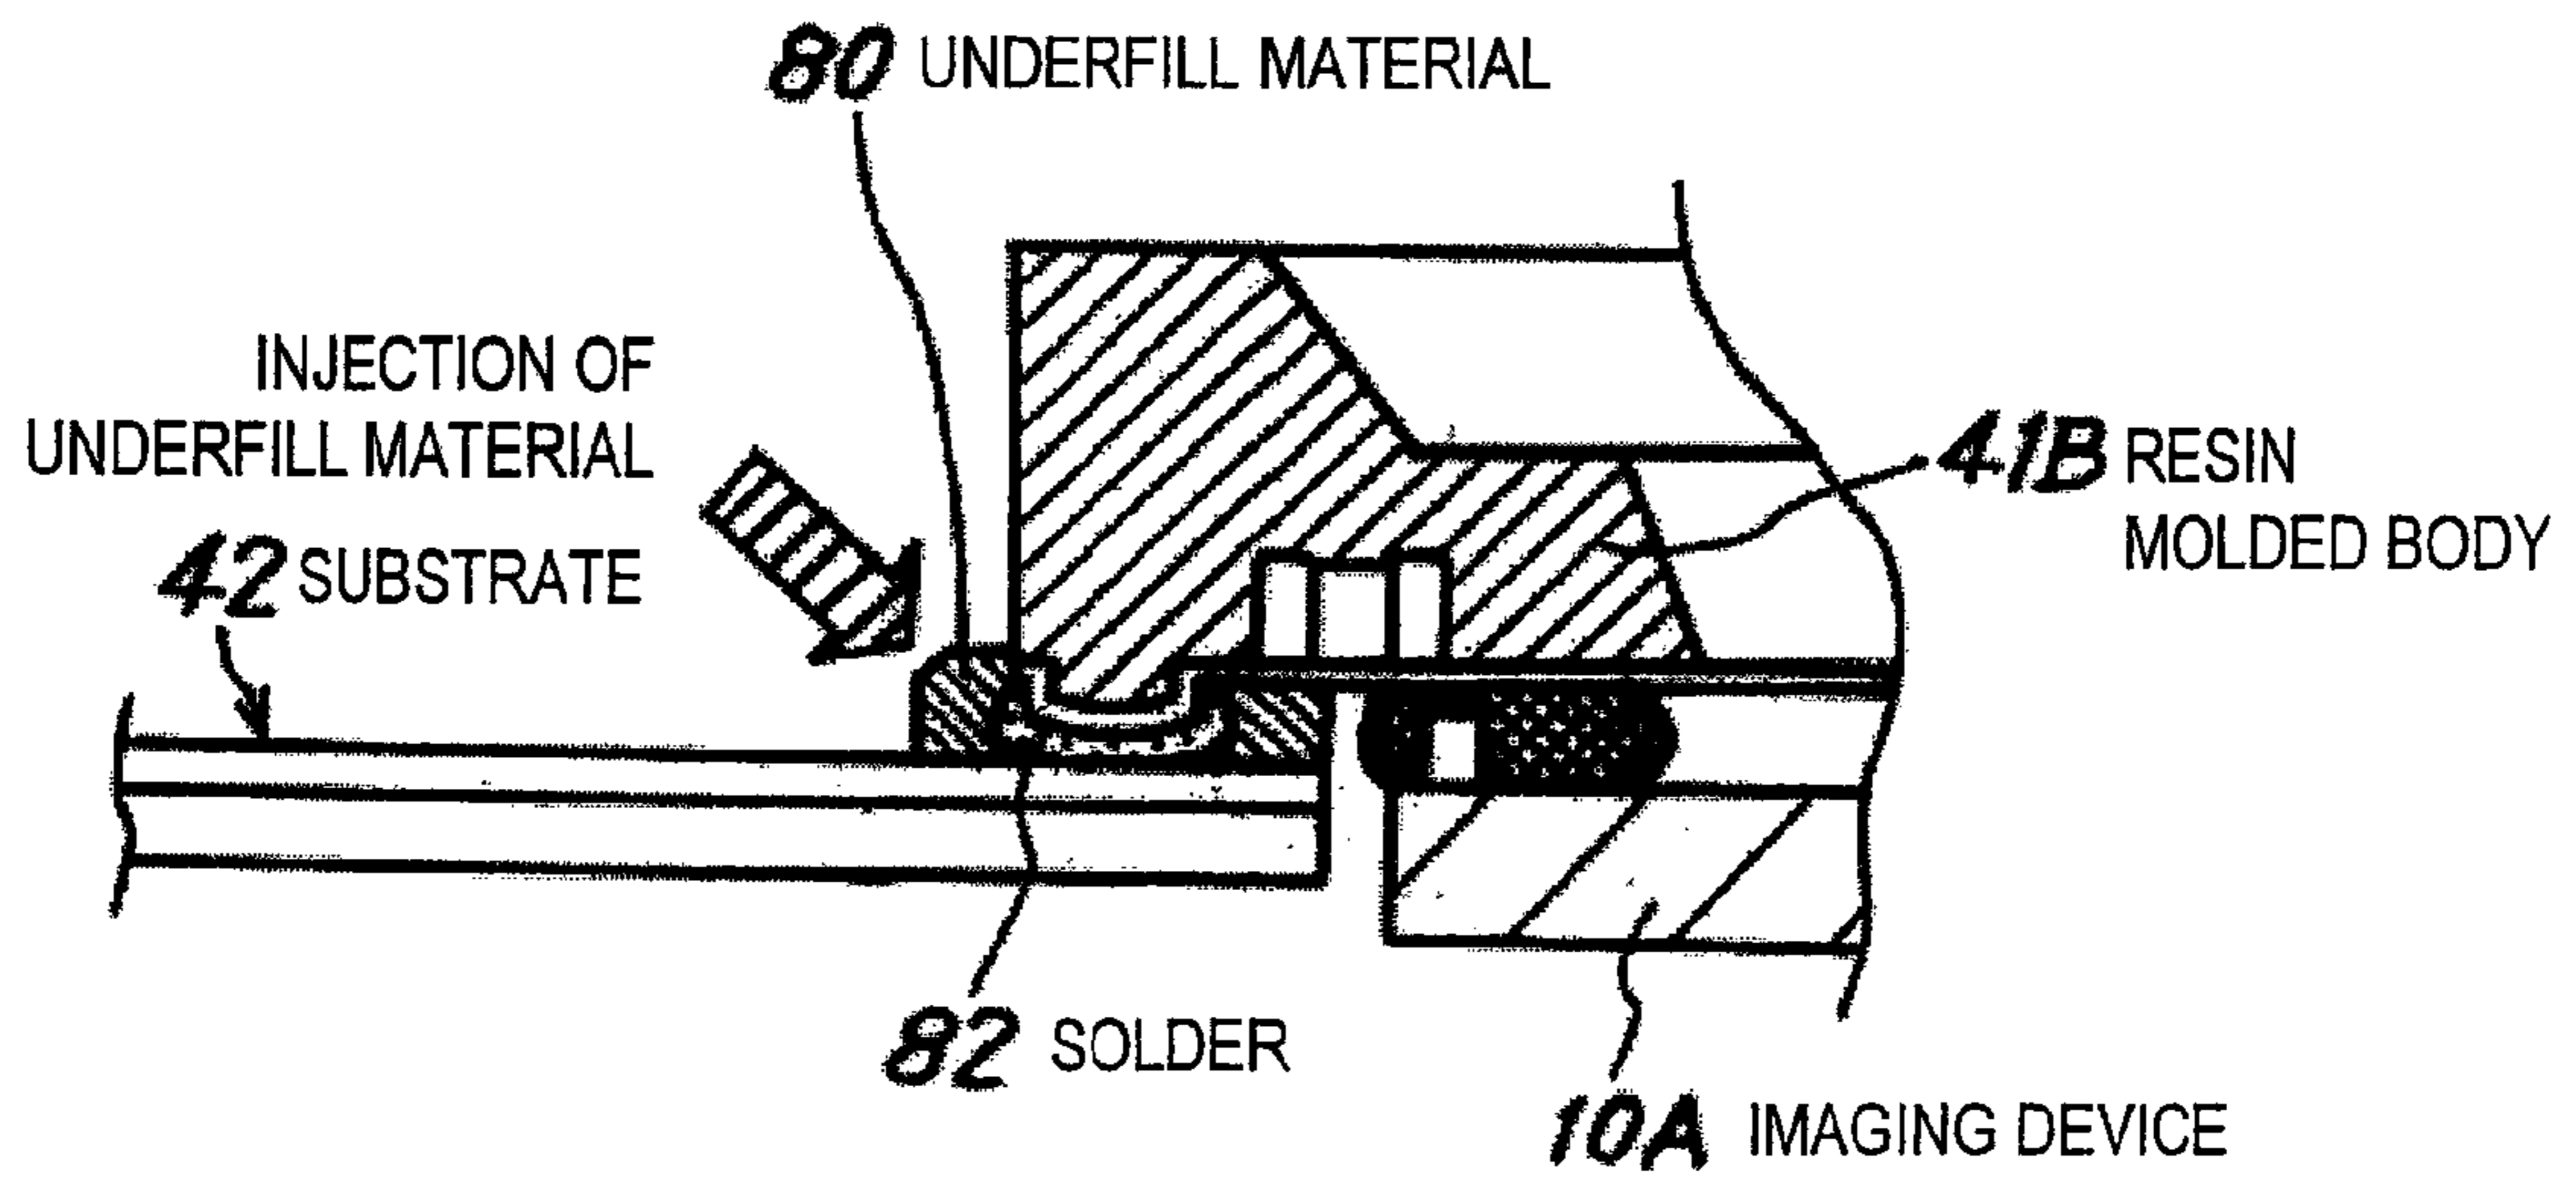 80 UNDERFILL MATERIAL
INJECTION OF
UNDERFILL MATERIAL
42 SUBSTRATE
41B RESIN
MOLDED BODY
82 SOLDER
10A IMAGING DEVICE